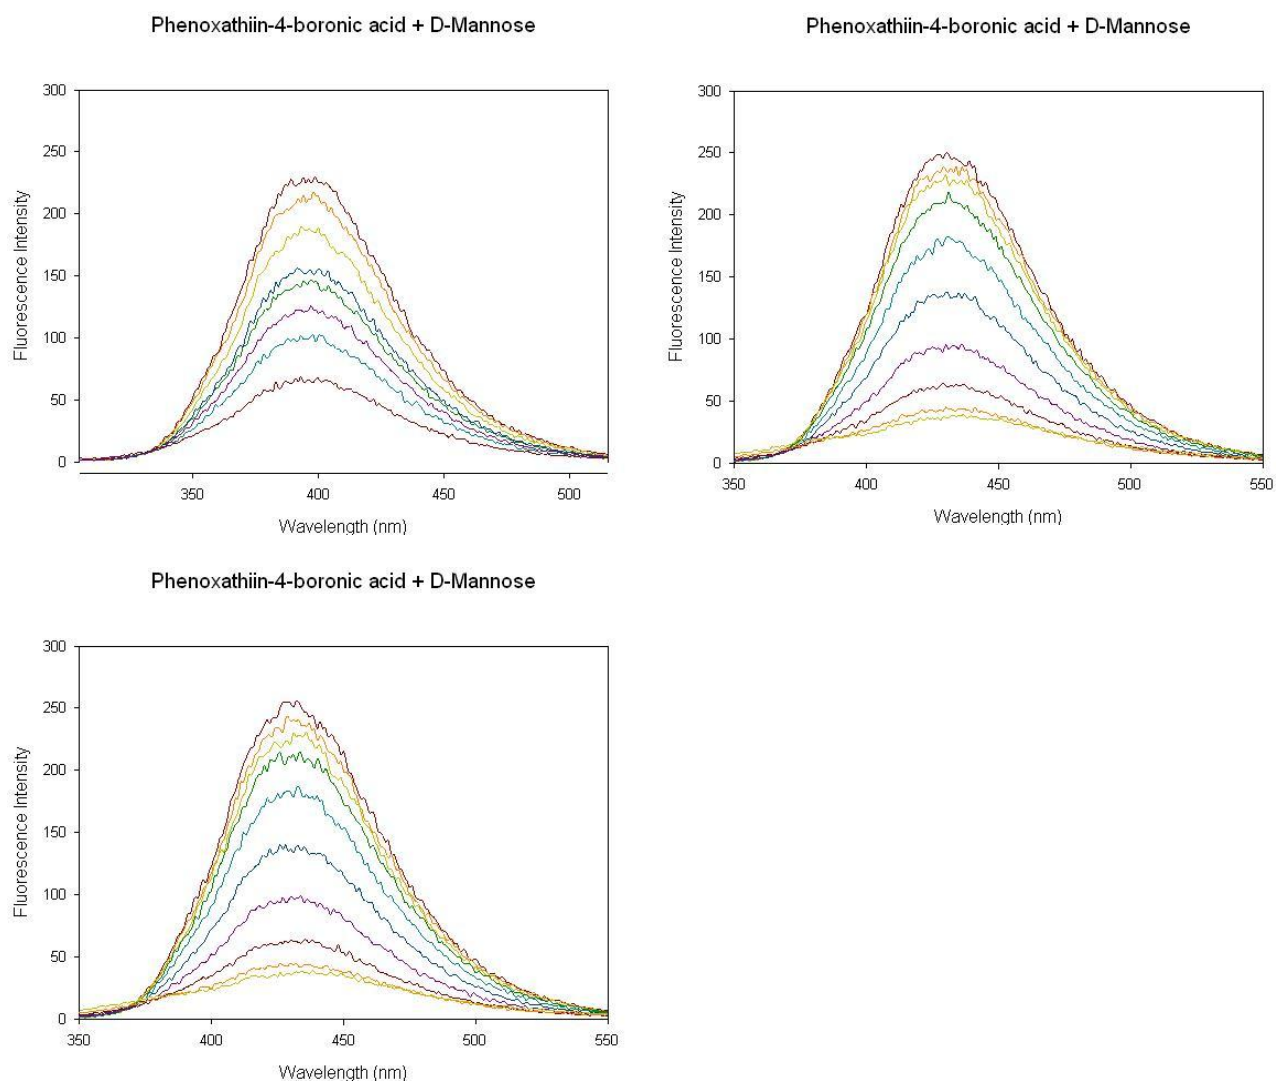 Phenoxathiin-4-boronic acid + D-Mannose
Fluorescence Intensity
300
250
200
150
100
50
0
350 400 450 500
Wavelength (nm)
Phenoxathiin-4-boronic acid + D-Mannose
Fluorescence Intensity
300
250
200
150
100
50
0
350 400 450 500 550
Wavelength (nm)
Phenoxathiin-4-boronic acid + D-Mannose
Fluorescence Intensity
300
250
200
150
100
50
0
350 400 450 500 550
Wavelength (nm)